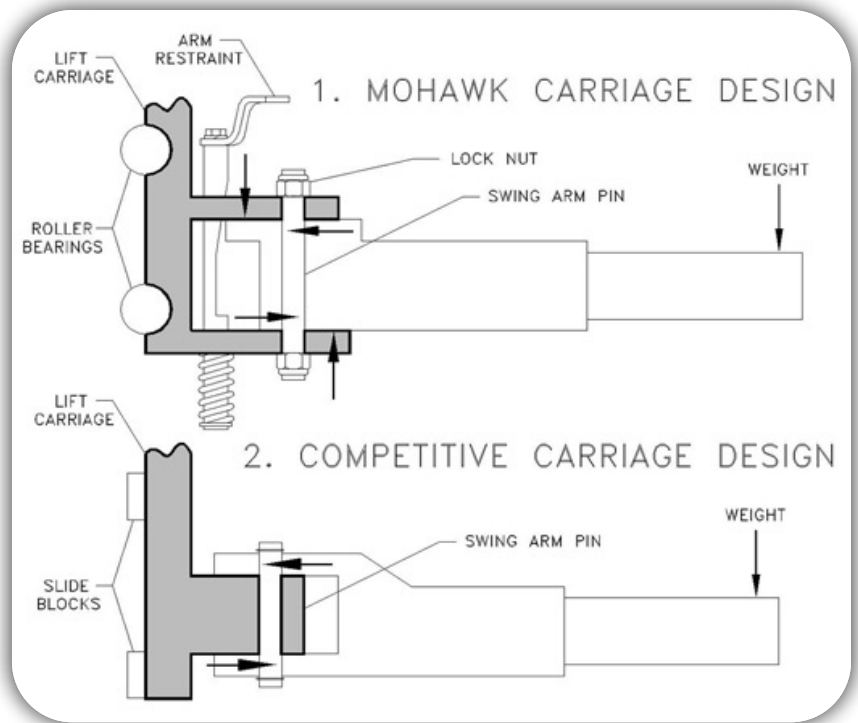 ARM
RESTRAINT
LIFT
CARRIAGE
1. MOHAWK CARRIAGE DESIGN
LOCK NUT
WEIGHT
SWING ARM PIN
ROLLER
BEARINGS
LIFT
CARRIAGE
2. COMPETITIVE CARRIAGE DESIGN
WEIGHT
SWING ARM PIN
SLIDE
BLOCKS